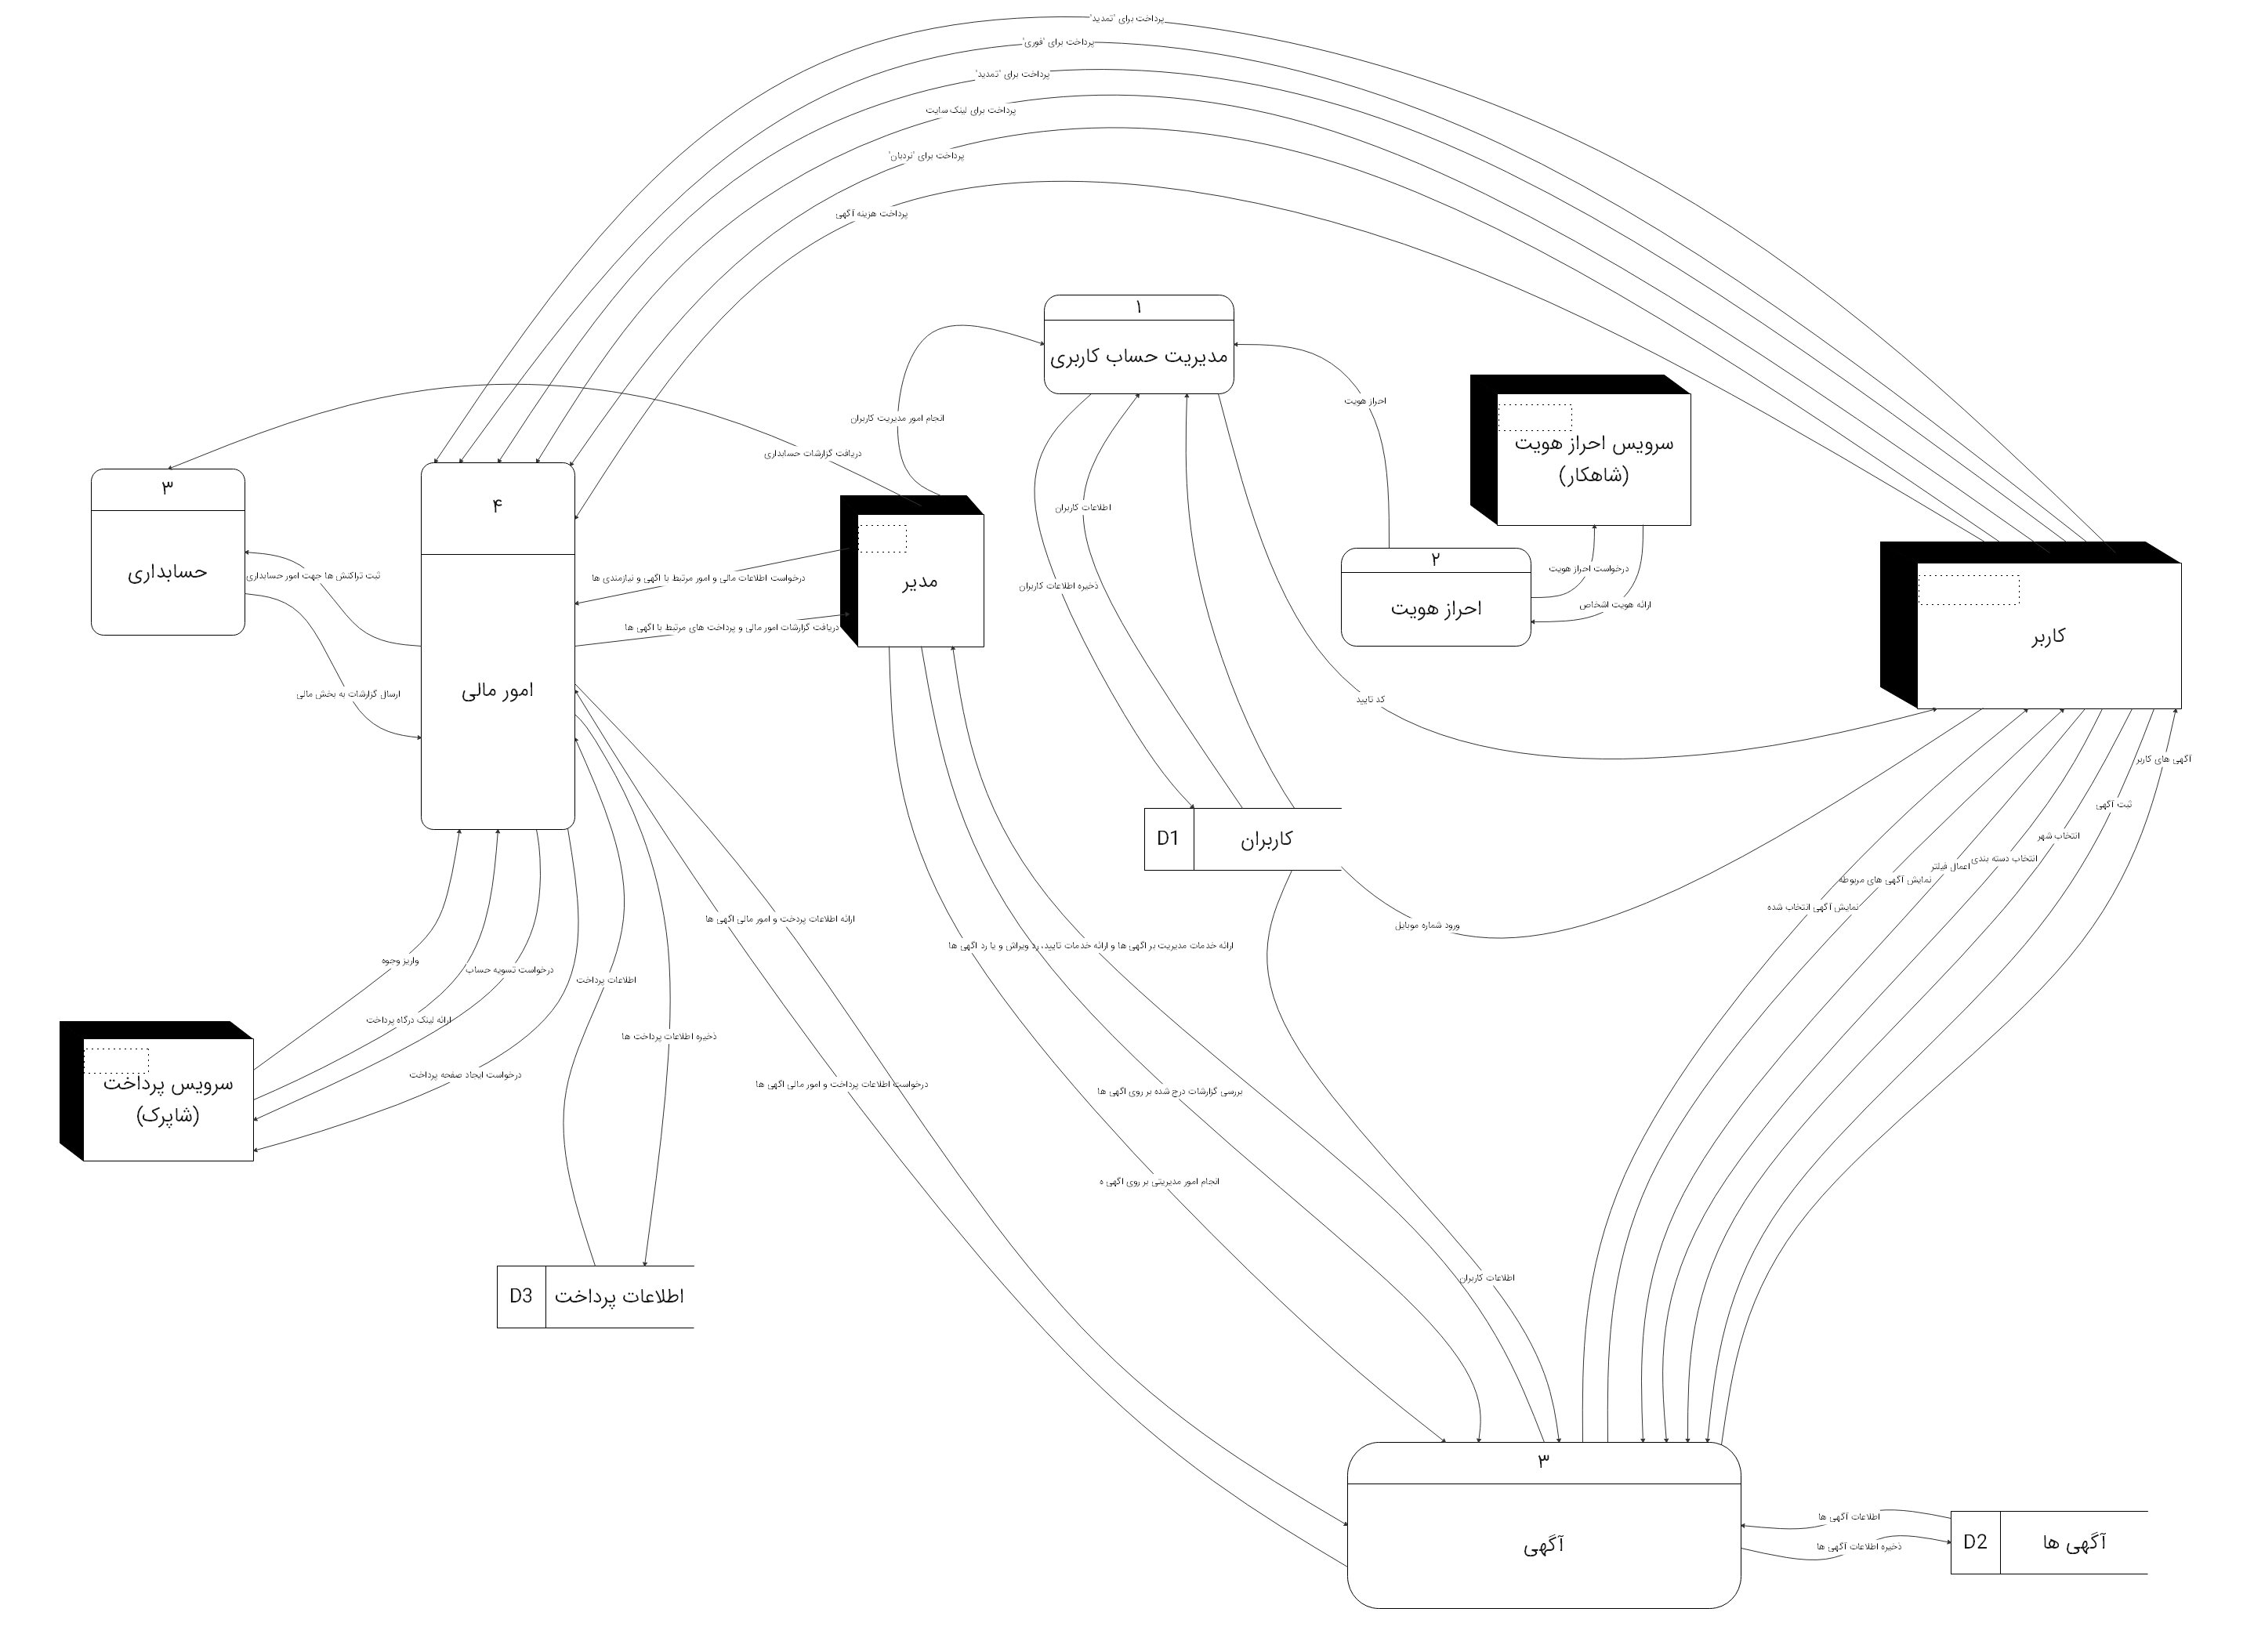 پرداخت برای 'تمدید'
پرداخت برای 'فوری'
پرداخت برای 'تمدید'
پرداخت برای لینک سایت
پرداخت برای 'نردبان'
پرداخت هزینه آگهی
۱
مدیریت حساب کاربری
احراز هویت
انجام امور مدیریت کاربران
دریافت گزارشات حسابداری
سرویس احراز هویت
(شاهکار)
۳
حسابداری
۴
امور مالی
مدیر
اطلاعات کاربران
ذخیره اطلاعات کاربران
۲
احراز هویت
درخواست احراز هویت
ارائه هویت اشخاص
کاربر
ثبت تراکنش ها جهت امور حسابداری
درخواست اطلاعات مالی و امور مرتبط با اگهی و نیازمندی ها
دریافت گزارشات امور مالی و پرداخت های مرتبط با اگهی ها
ارسال گزارشات به بخش مالی
کد تایید
آگهی های کاربر
ثبت آگهی
انتخاب شهر
انتخاب دسته بندی
اعمال فیلتر
نمایش آگهی های مربوطه
نمایش آگهی انتخاب شده
D1
کاربران
ورود شماره موبایل
ارائه اطلاعات پردخت و امور مالی اگهی ها
ارائه خدمات مدیریت بر اگهی ها و ارائه خدمات تایید، رد ویراش و یا رد اگهی ها
واریز وجوه
درخواست تسویه حساب
اطلاعات پرداخت
ارائه لینک درگاه پرداخت
ذخیره اطلاعات پرداخت ها
درخواست ایجاد صفحه پرداخت
درخواست اطلاعات پرداخت و امور مالی اگهی ها
بررسی گزارشات درج شده بر روی اگهی ها
سرویس پرداخت
(شاپرک)
انجام امور مدیریتی بر روی اگهی ه
اطلاعات کاربران
D3
اطلاعات پرداخت
۳
آگهی
اطلاعات آگهی ها
ذخیره اطلاعات آگهی ها
D2
آگهی ها